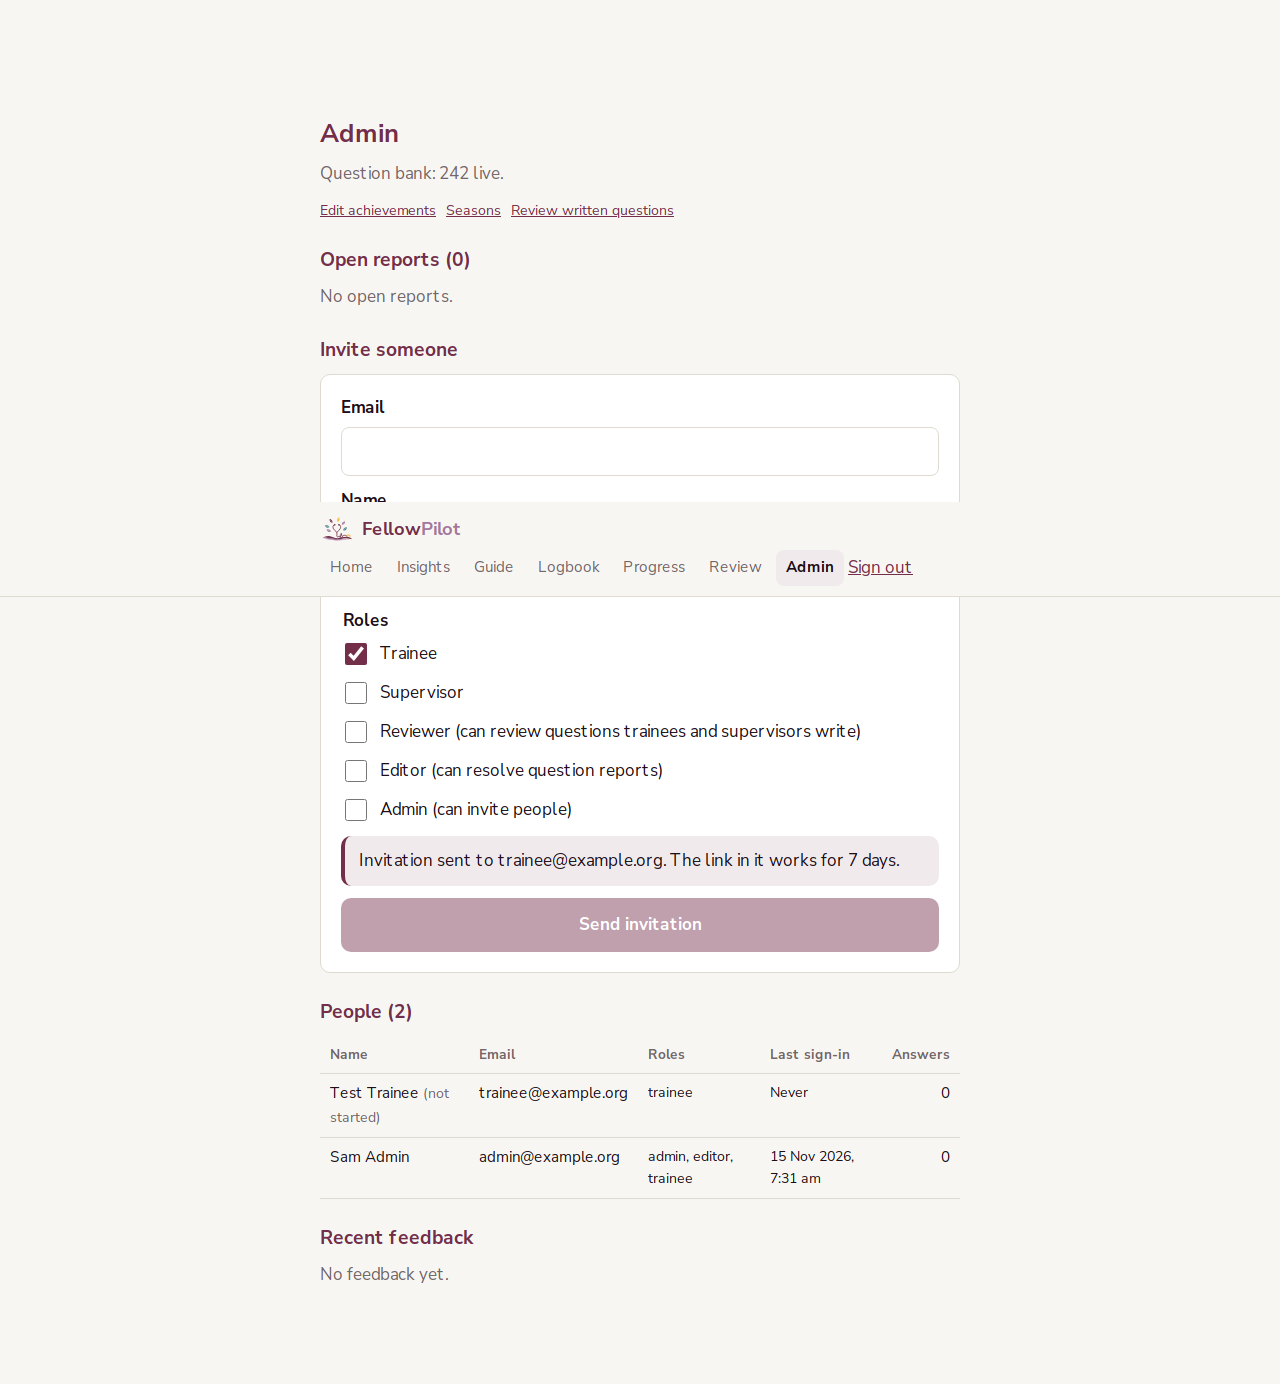 Admin
Question bank: 242 live.
Edit achievements Seasons Review written questions
Open reports (0)
No open reports.
Invite someone
Email
Name
FellowPilot
Home Insights Guide Logbook Progress Review Admin Sign out
Roles
Trainee
Supervisor
Reviewer (can review questions trainees and supervisors write)
Editor (can resolve question reports)
Admin (can invite people)
Invitation sent to trainee@example.org. The link in it works for 7 days.
Send invitation
People (2)
Name Email Roles Last sign-in Answers
Test Trainee (not started) trainee@example.org trainee Never 0
Sam Admin admin@example.org admin, editor, trainee 15 Nov 2026, 7:31 am 0
Recent feedback
No feedback yet.